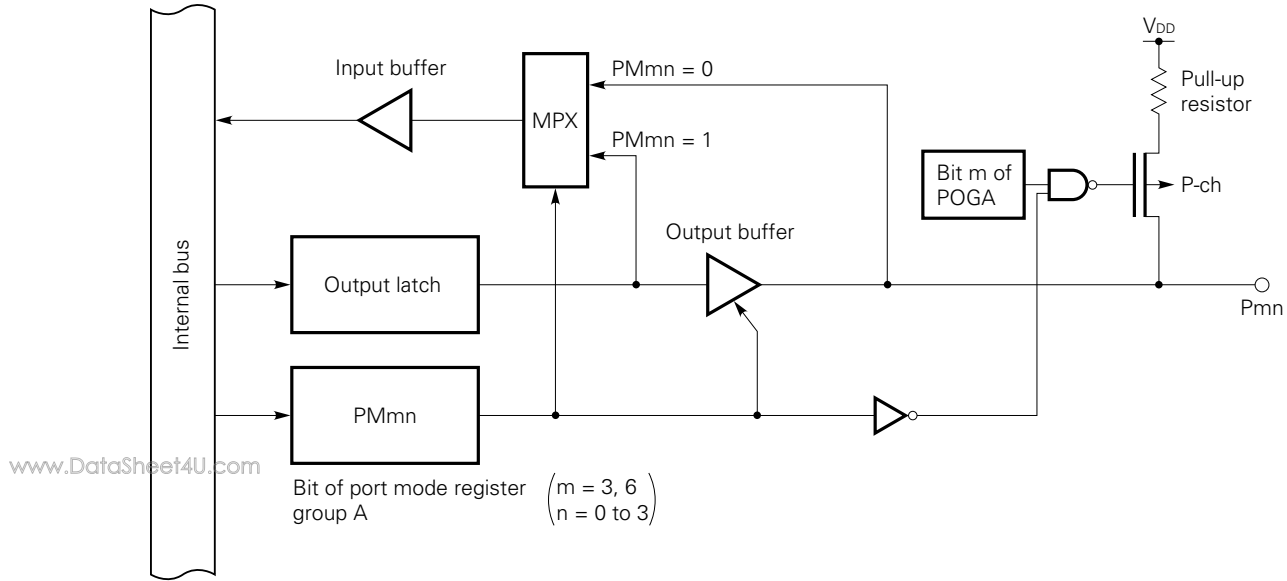 VDD
Input buffer
PMmn = 0
Pull-up
resistor
MPX
PMmn = 1
Bit m of
POGA
P-ch
Output buffer
Internal bus
Output latch
Pmn
PMmn
www.DataSheet4U.com
Bit of port mode register
group A
m = 3, 6
n = 0 to 3